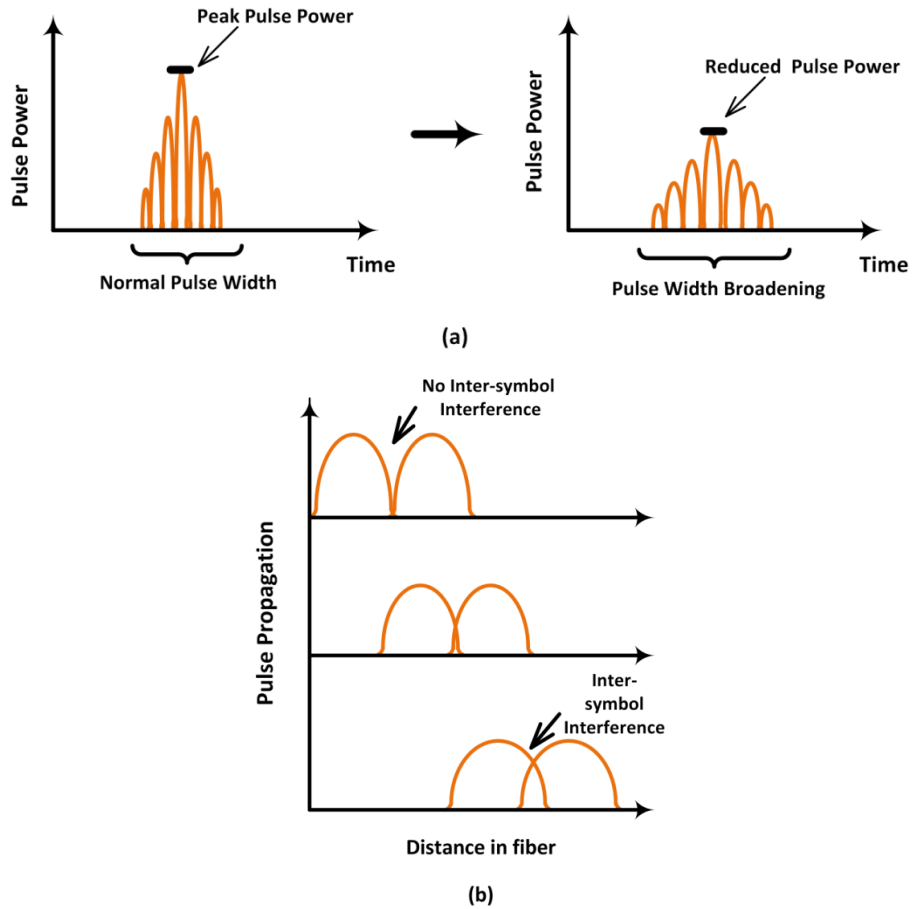 Peak Pulse Power
Pulse Power
Normal Pulse Width
Time
Reduced Pulse Power
Pulse Power
Pulse Width Broadening
Time
(a)
No Inter-symbol
Interference
Pulse Propagation
Inter-
symbol
Interference
Distance in fiber
(b)